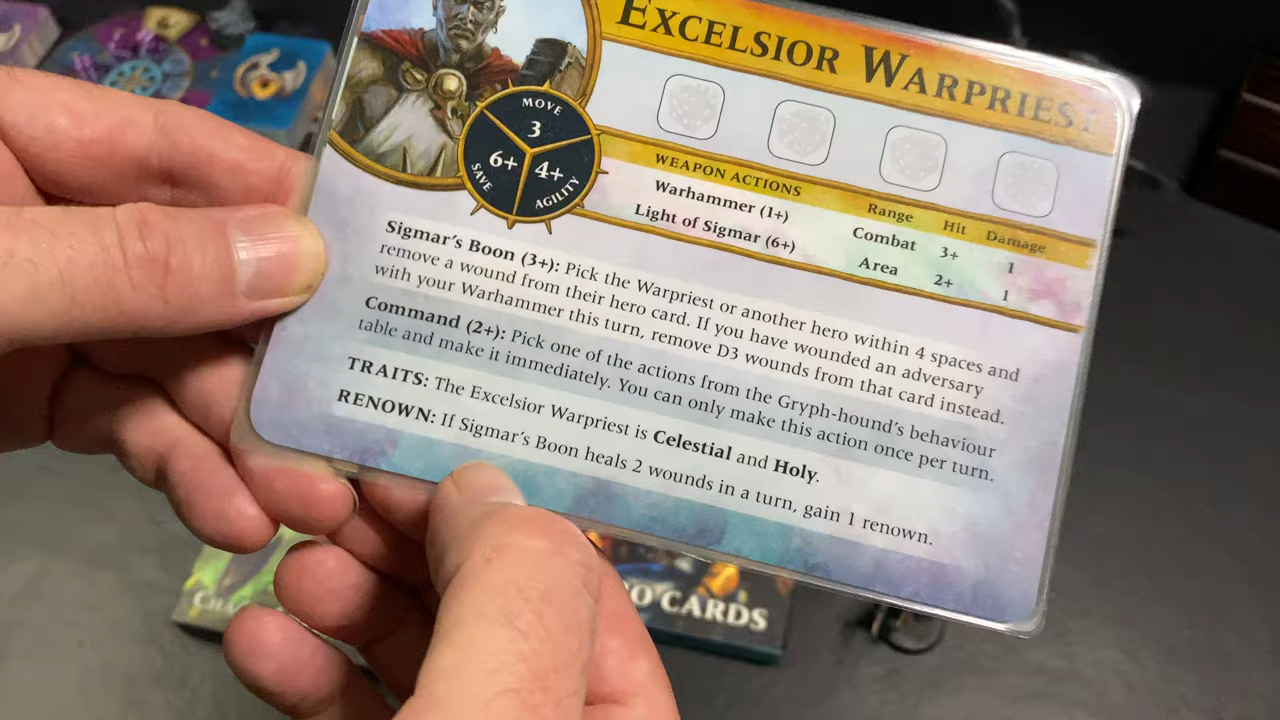 EXCELSIOR WARPRIEST
MOVE
3
6+
4+
SAVE
AGILITY
WEAPON ACTIONS Range Hit Damage
Warhammer (1+) Combat 3+ 1
Light of Sigmar (6+) Area 2+ 1
Sigmar's Boon (3+): Pick the Warpriest or another hero within 4 spaces and
remove a wound from their hero card. If you have wounded an adversary
with your Warhammer this turn, remove D3 wounds from that card instead.
Command (2+): Pick one of the actions from the Gryph-hound's behaviour
table and make it immediately. You can only make this action once per turn.
TRAITS: The Excelsior Warpriest is Celestial and Holy.
RENOWN: If Sigmar's Boon heals 2 wounds in a turn, gain 1 renown.
CARDS